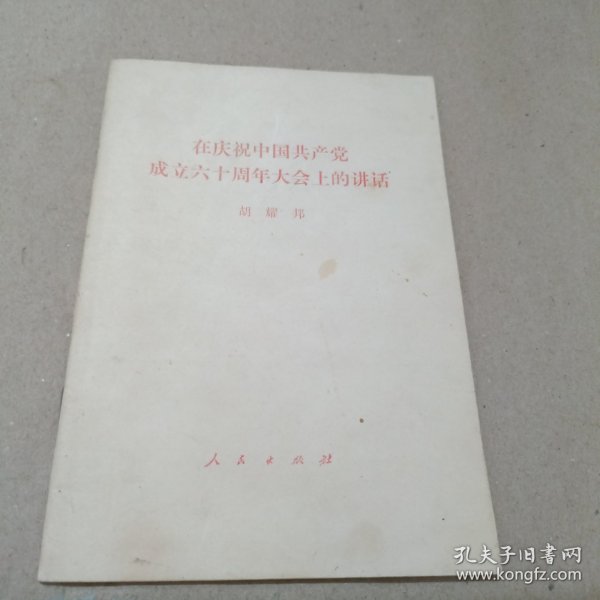 在庆祝中国共产党
成立六十周年大会上的讲话
胡耀邦
人民出版社
孔夫子旧书网
www.kongfz.com